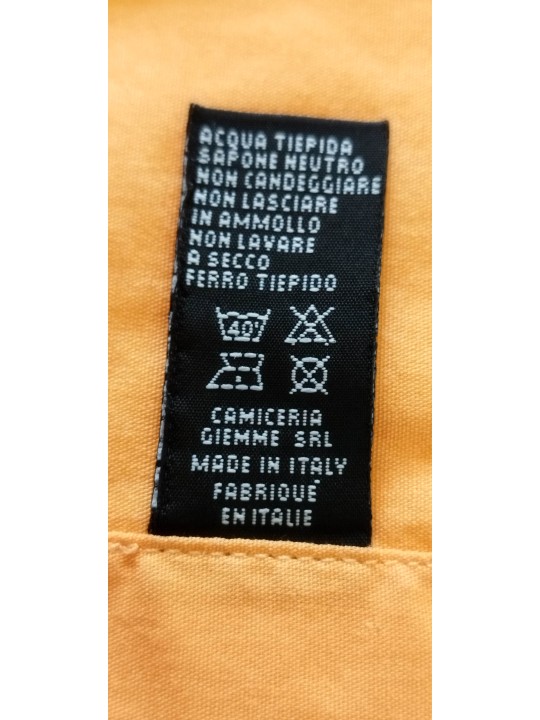 ACQUA TIEPIDA
SAPONE NEUTRO
NON CANDEGGIARE
NON LASCIARE
IN AMMOLLO
NON LAVARE
A SECCO
FERRO TIEPIDO
40°
CAMICERIA
GIEMME SRL
MADE IN ITALY
FABRIQUÉ
EN ITALIE